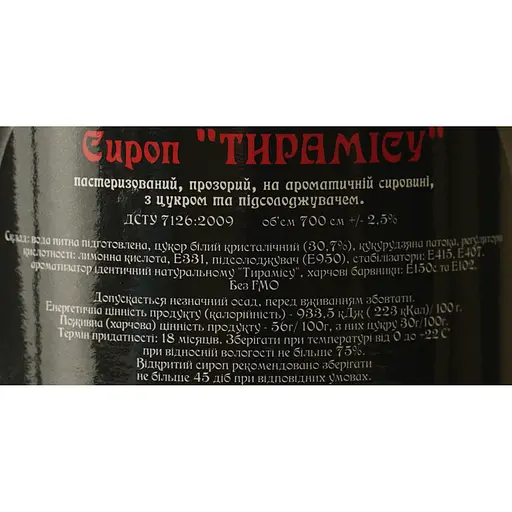 Сироп "ТИРАМІСУ"
пастеризований, прозорий, на ароматичній сировині,
з цукром та підсолоджувачем.
ДСТУ 7126:2009 об'єм 700 см +/- 2,5%
Склад: вода питна підготовлена, цукор білий кристалічний (30,7%), кукурудзяна патока, регулятори
кислотності: лимонна кислота, Е331, підсолоджувач (Е950), стабілізатори: Е415, Е407,
ароматизатор ідентичний натуральному "Тирамісу", харчові барвники: Е150с та Е102.
Без ГМО
Допускається незначний осад, перед вживанням збовтати.
Енергетична цінність продукту (калорійність) - 933,5 кДж ( 223 кКал)/ 100 г.
Поживна (харчова) цінність продукту - 56г/ 100г, з них цукру 30г/100г.
Термін придатності: 18 місяців. Зберігати при температурі від 0 до +22°С
при відносній вологості не більше 75%.
Відкритий сироп рекомендовано зберігати
не більше 45 діб при відповідних умовах.